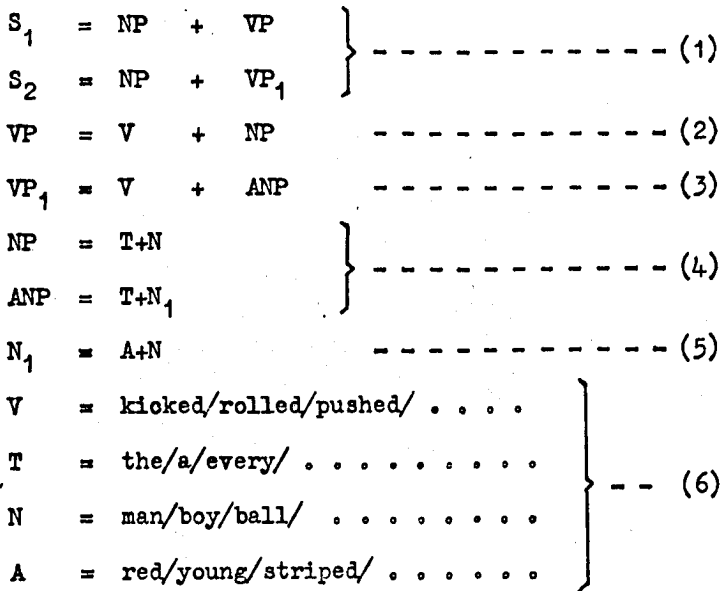 S₁ = NP + VP
- - - - - - - - - - - (1)
S₂ = NP + VP₁
VP = V + NP - - - - - - - - - - - (2)
VP₁ = V + ANP - - - - - - - - - - - (3)
NP = T+N
- - - - - - - - - - - (4)
ANP = T+N₁
N₁ = A+N - - - - - - - - - - - (5)
V = kicked/rolled/pushed/ . . . .
T = the/a/every/ . . . . . . . . .
- - (6)
N = man/boy/ball/ . . . . . . . .
A = red/young/striped/ . . . . . .